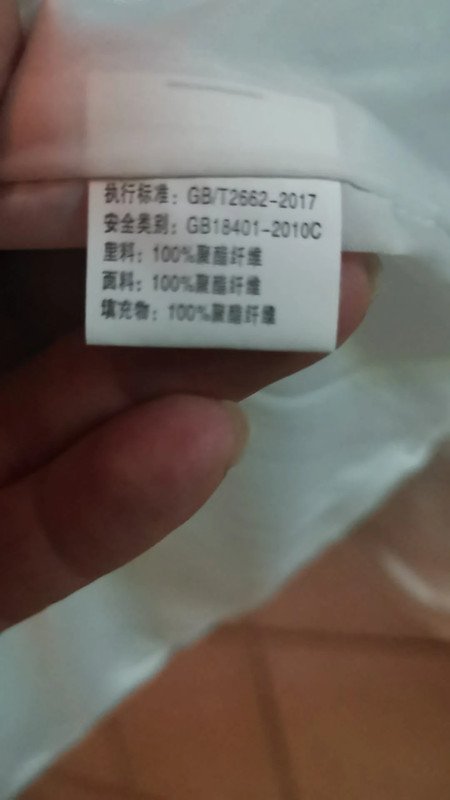 执行标准：GB/T2662-2017
安全类别：GB18401-2010C
里料：100%聚酯纤维
面料：100%聚酯纤维
填充物：100%聚酯纤维